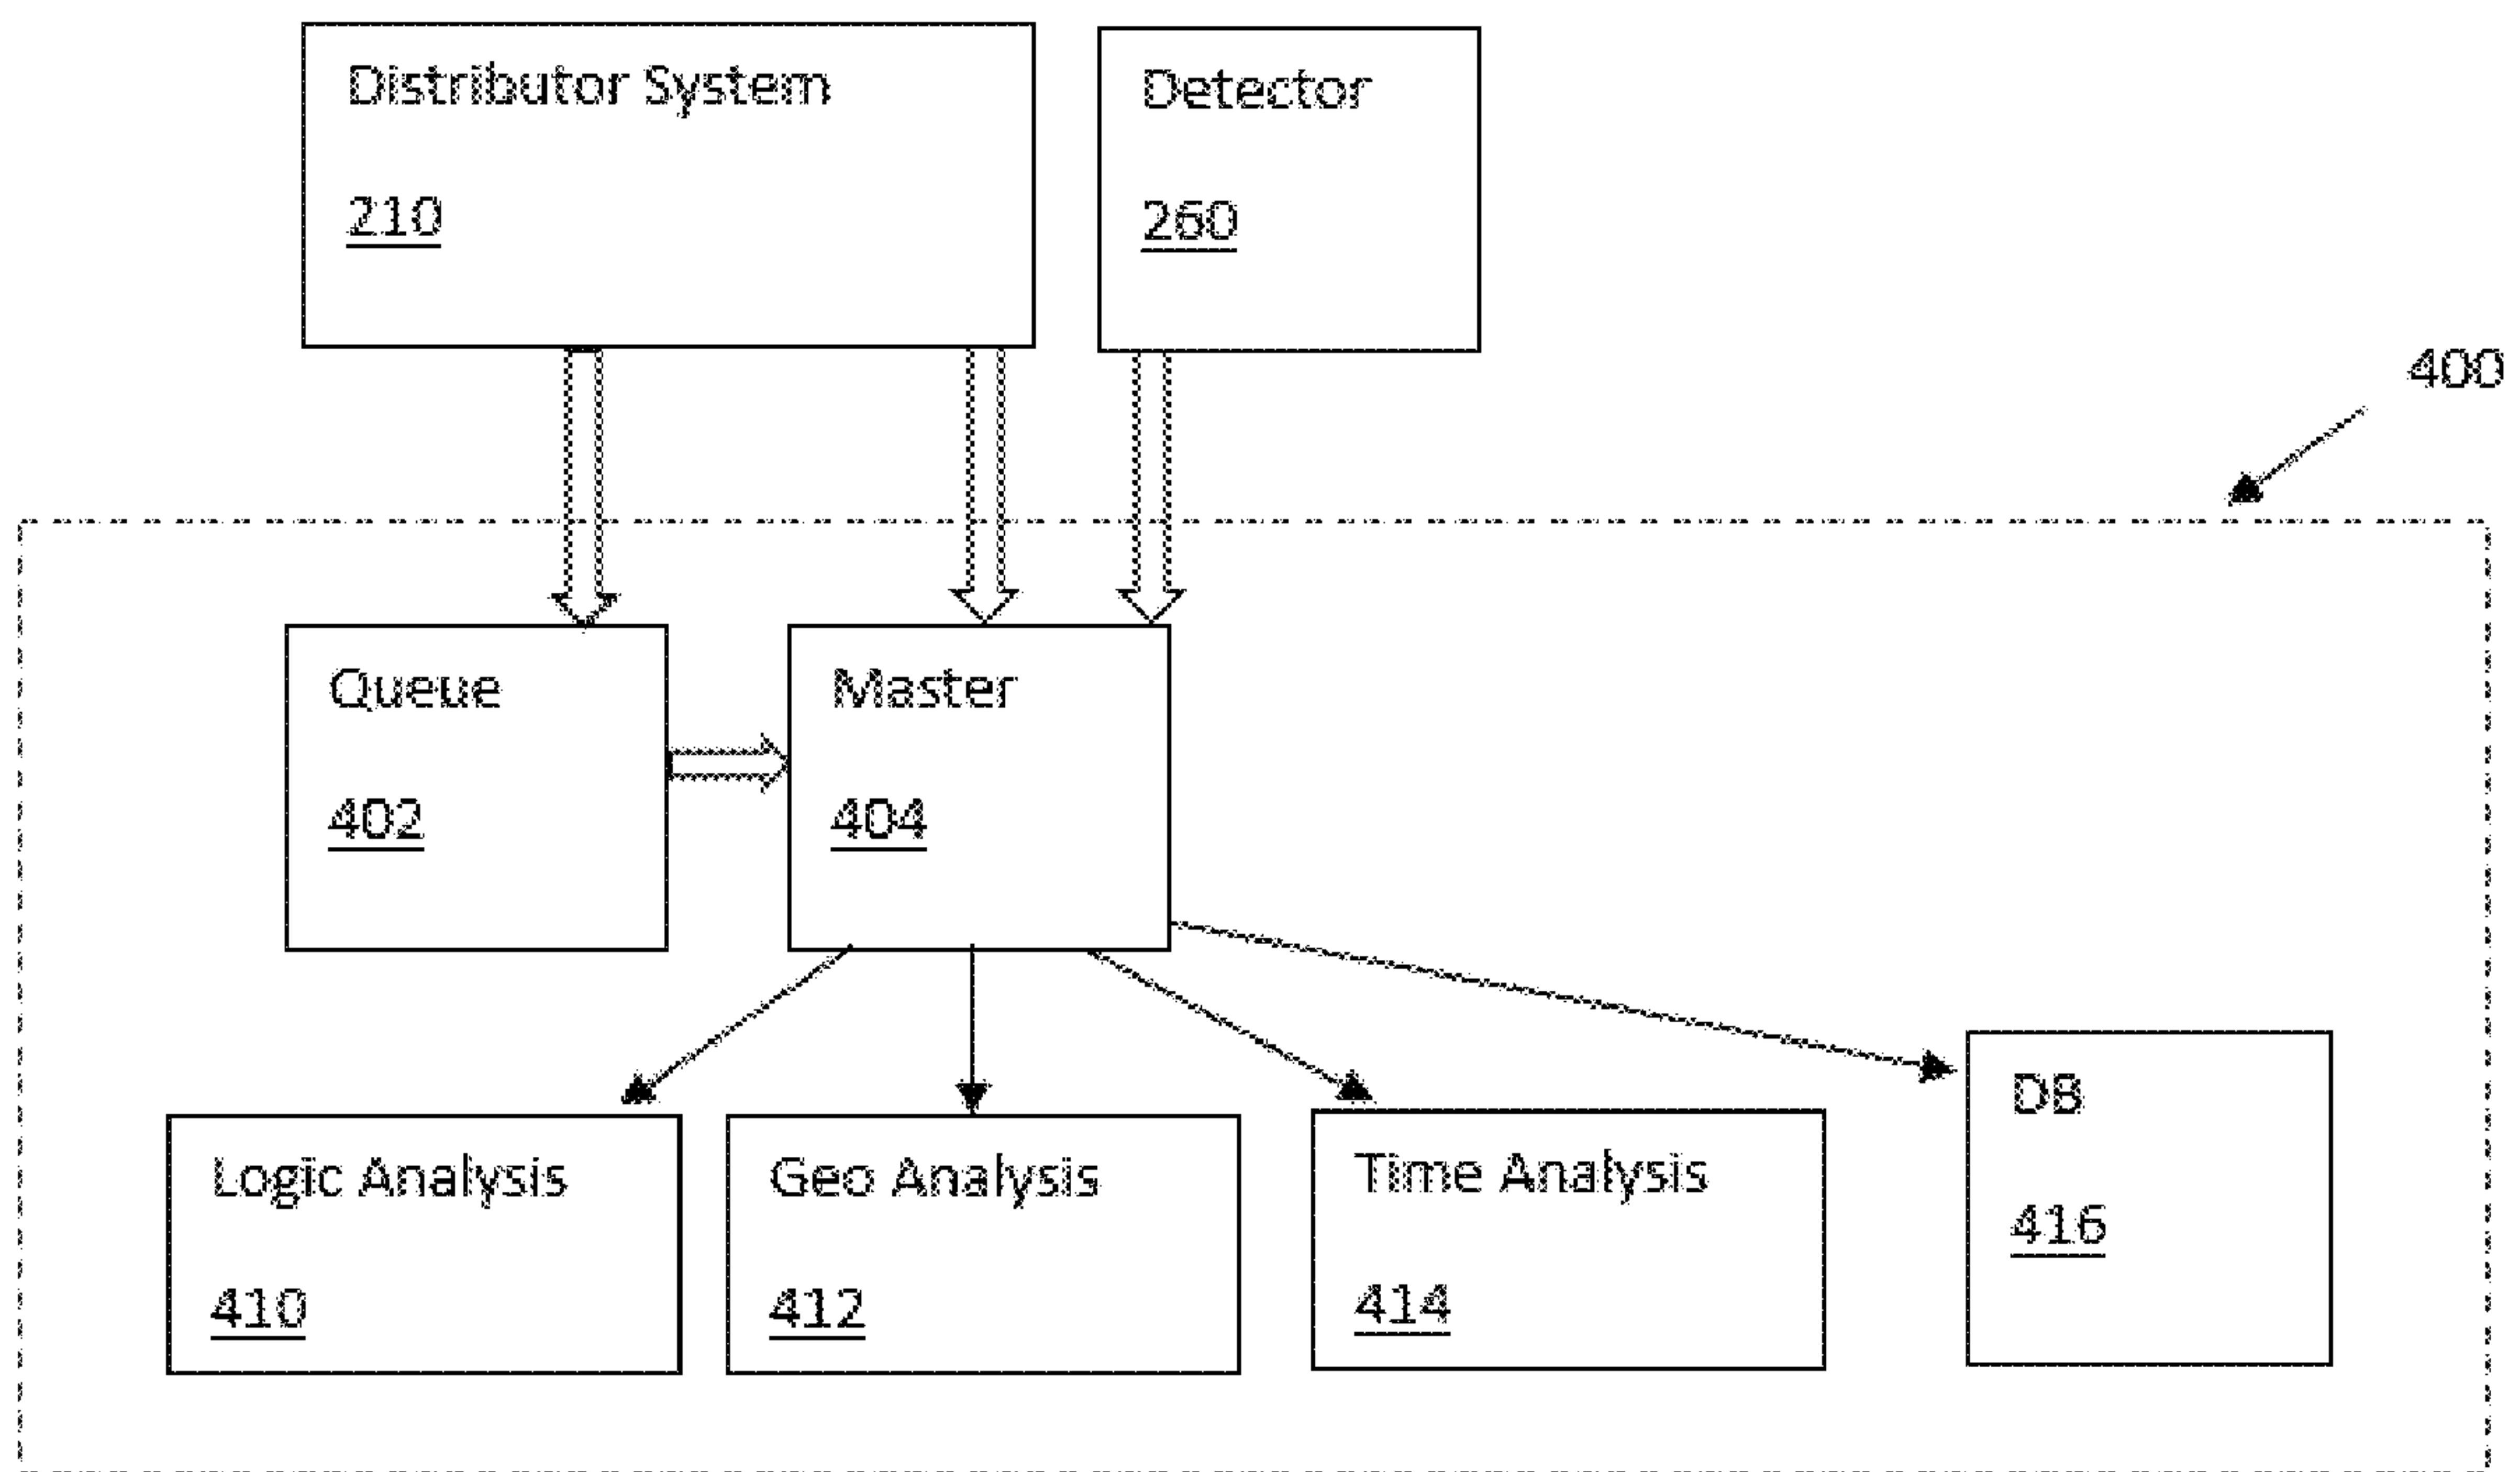 Distributor System
210
Detector
260
400
Queue
402
Master
404
Logic Analysis
410
Geo Analysis
412
Time Analysis
414
DB
416